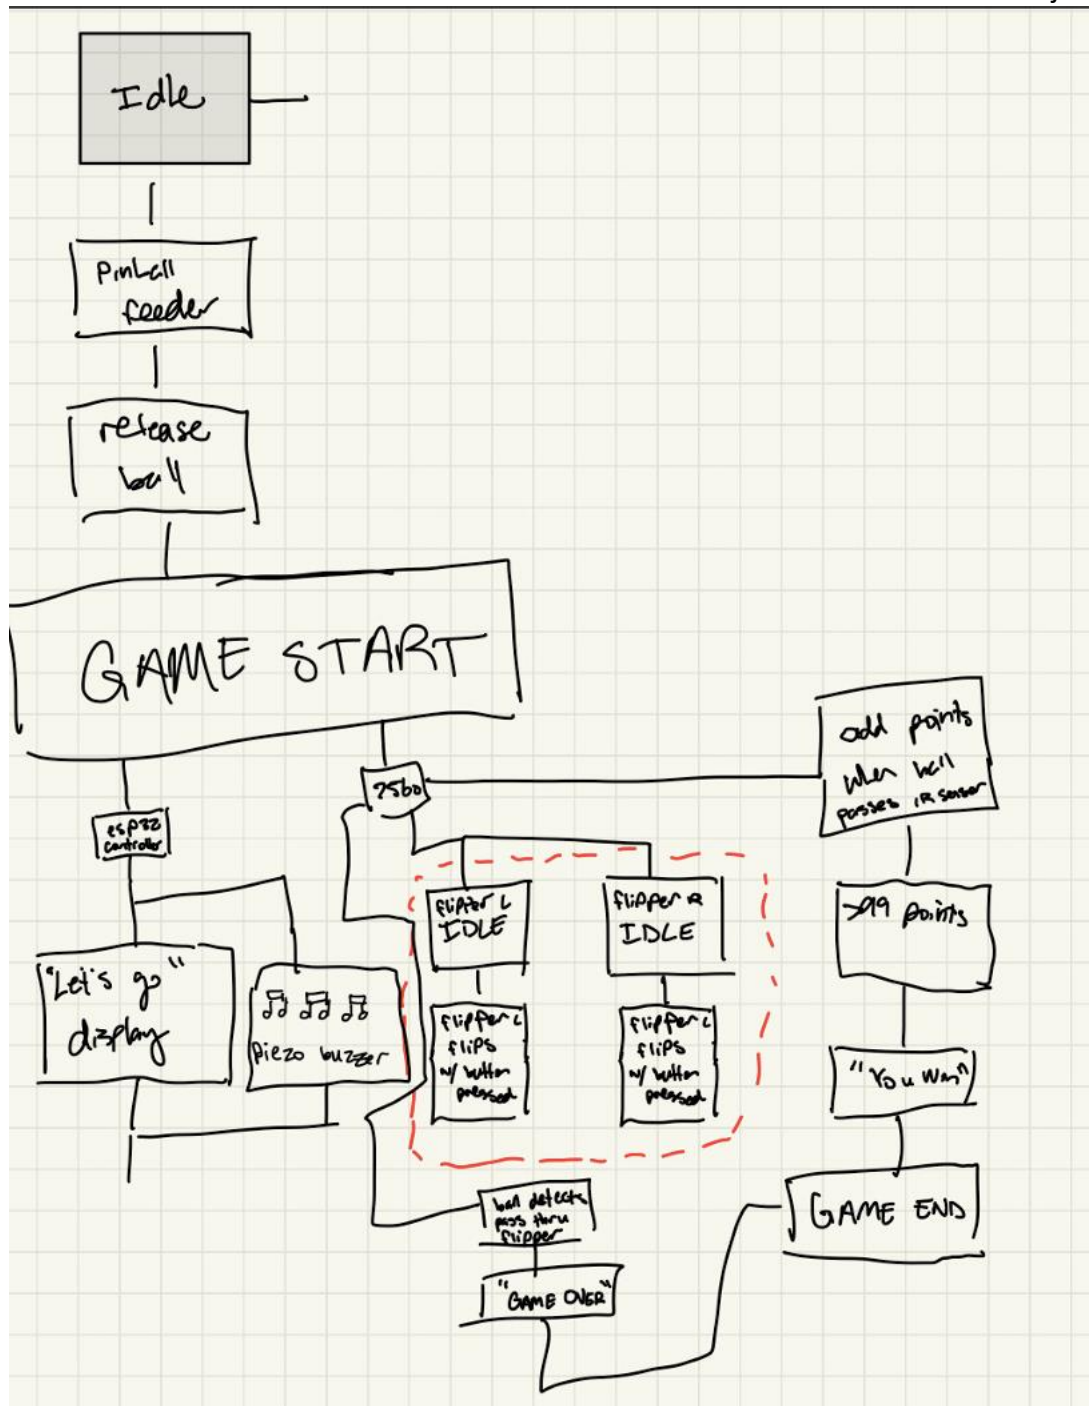 Idle
Pinball
feeder
release
ball
GAME START
2560
esp32
controller
add points
when ball
passes IR sensor
flipper L
IDLE
flipper R
IDLE
>99 points
"Let's go"
display
piezo buzzer
flipper L
flips
w/ button
pressed
flipper L
flips
w/ button
pressed
"You Win"
ball detects
pass thru
flipper
GAME END
"GAME OVER"